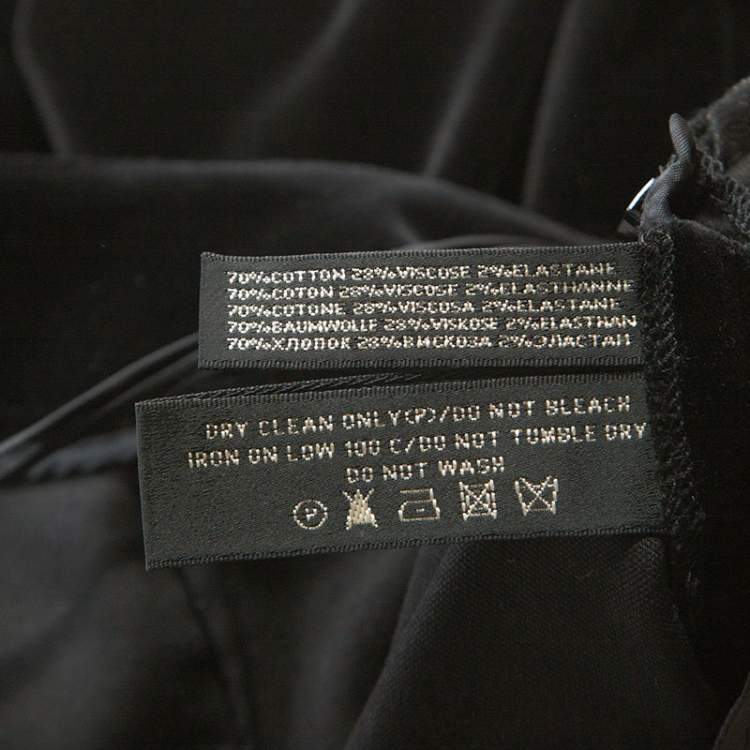 70%COTTON 28%VISCOSE 2%ELASTANE
70%COTON 28%VISCOSE 2%ELASTHANNE
70%COTONE 28%VISCOSA 2%ELASTANE
70%BAUMWOLLE 28%VISKOSE 2%ELASTHAN
70%ХЛОПОК 28%ВИСКОЗА 2%ЭЛАСТАН
DRY CLEAN ONLY(P)/DO NOT BLEACH
IRON ON LOW 100 C/DO NOT TUMBLE DRY
DO NOT WASH
P